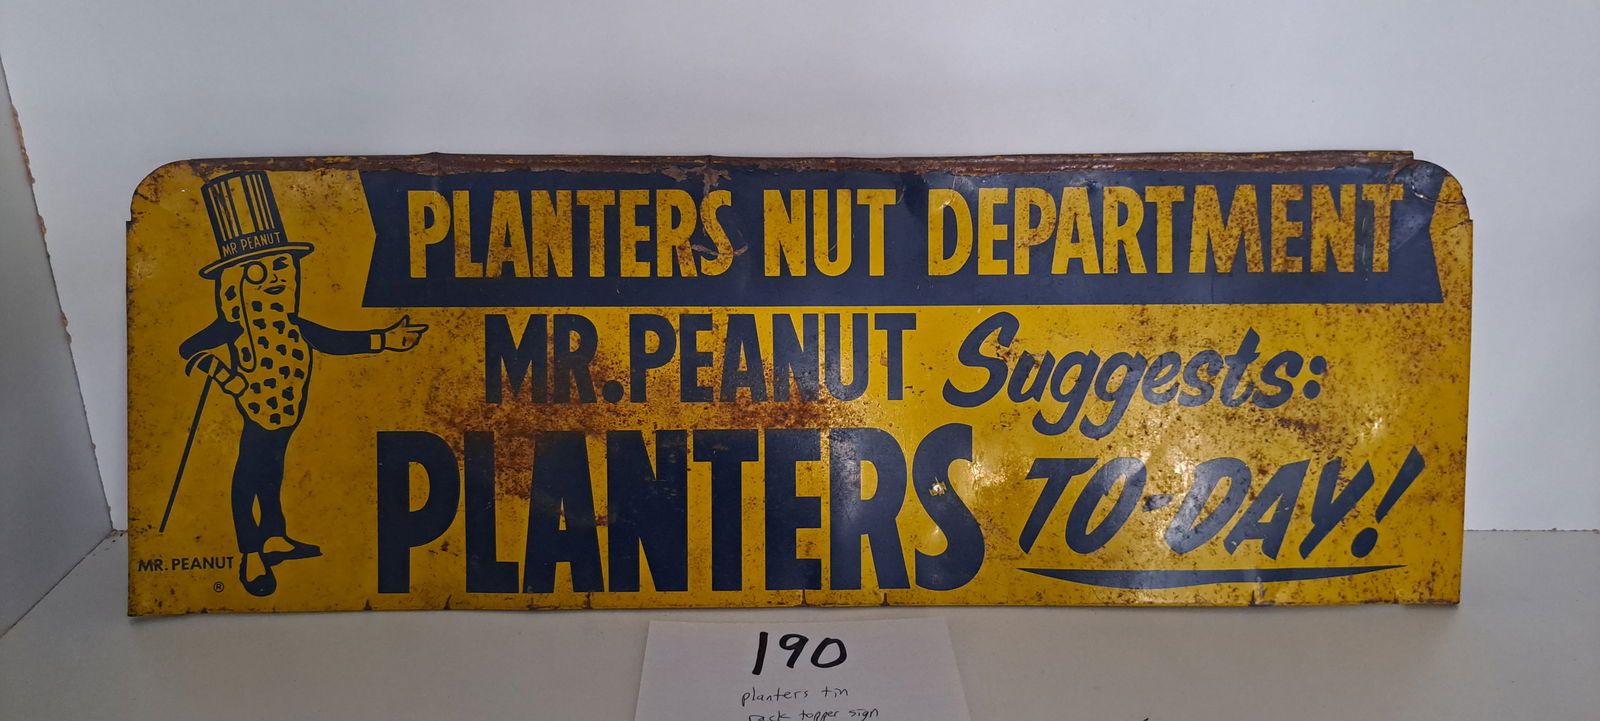 MR PEANUT
PLANTERS NUT DEPARTMENT
MR. PEANUT Suggests:
PLANTERS TO-DAY!
MR. PEANUT
®
190
planters tin
rack topper sign